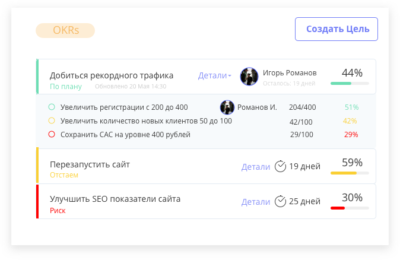 OKRs
Создать Цель
Добиться рекордного трафика Детали Игорь Романов 44%
По плану Обновлено 20 Мая 14:30 Осталось: 19 дней
Увеличить регистрации с 200 до 400 Романов И. 204/400 51%
Увеличить количество новых клиентов 50 до 100 42/100 42%
Сохранить САС на уровне 400 рублей 29/100 29%
Перезапустить сайт Детали 19 дней 59%
Отстаем
Улучшить SEO показатели сайта Детали 25 дней 30%
Риск